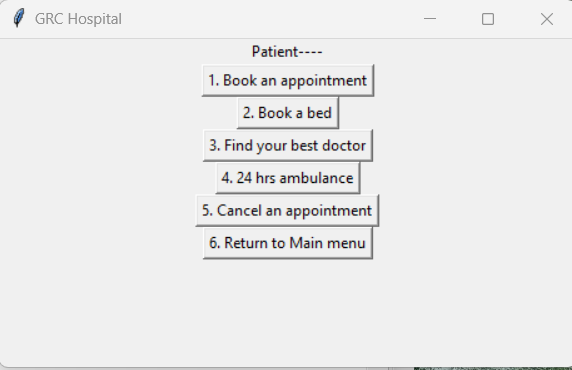 GRC Hospital
Patient----
1. Book an appointment
2. Book a bed
3. Find your best doctor
4. 24 hrs ambulance
5. Cancel an appointment
6. Return to Main menu